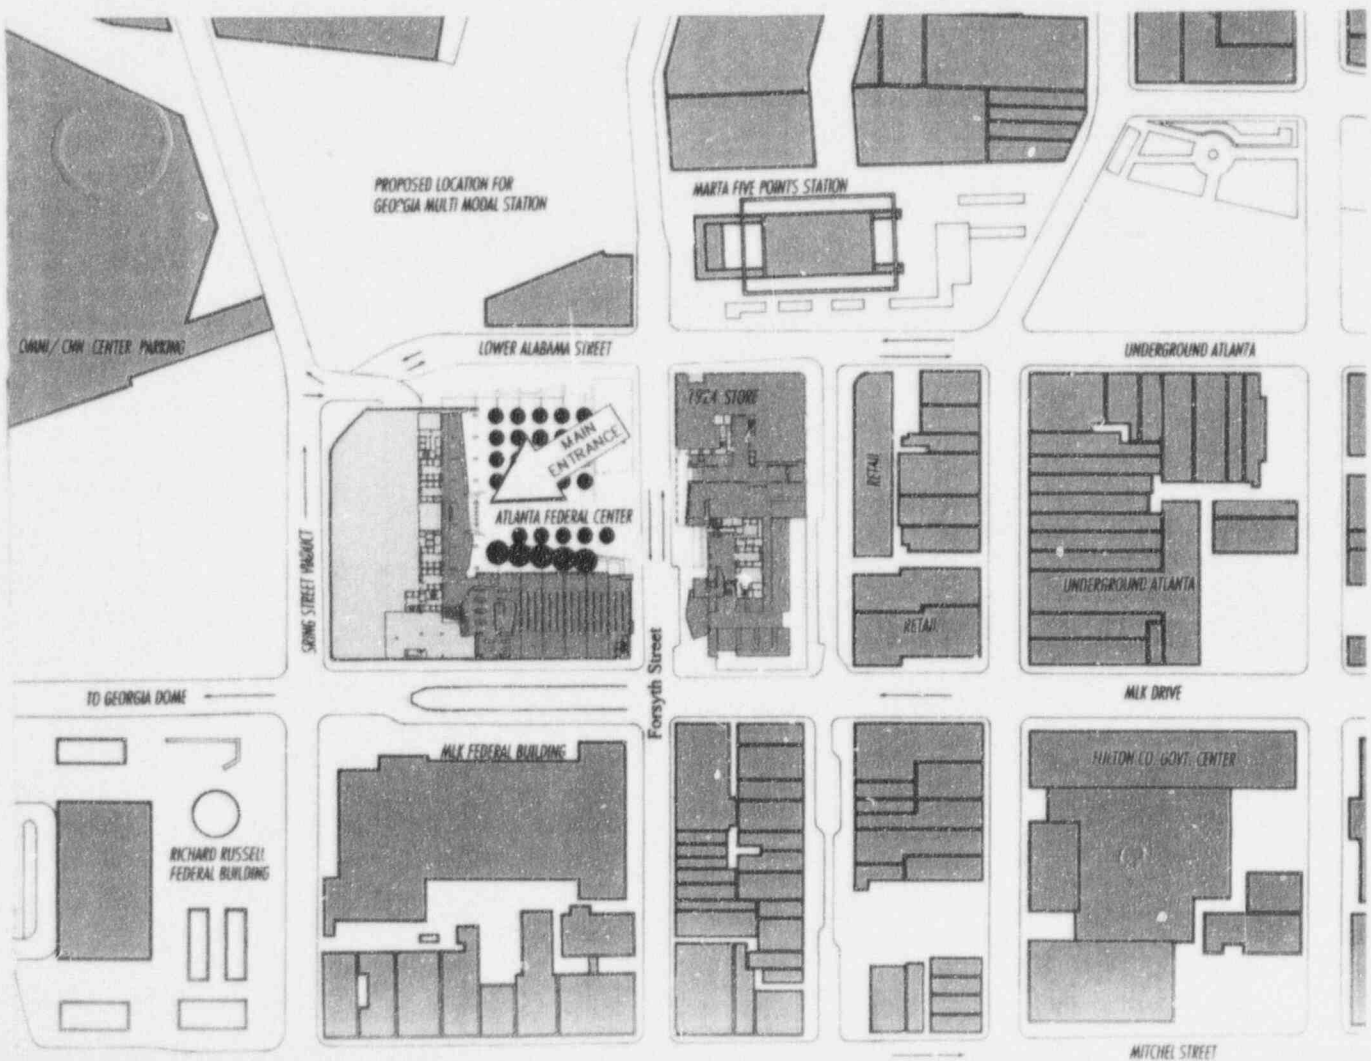 PROPOSED LOCATION FOR
GEORGIA MULTI MODAL STATION
MARTA FIVE POINTS STATION
OMNI/ CNN CENTER PARKING
LOWER ALABAMA STREET
UNDERGROUND ATLANTA
1924 STORE
MAIN
ENTRANCE
RETAIL
ATLANTA FEDERAL CENTER
SRING STREET VIADUCT
UNDERGROUND ATLANTA
RETAIL
Forsyth Street
TO GEORGIA DOME
MLK DRIVE
MLK FEDERAL BUILDING
FULTON CO. GOVT. CENTER
RICHARD RUSSELL
FEDERAL BUILDING
MITCHEL STREET